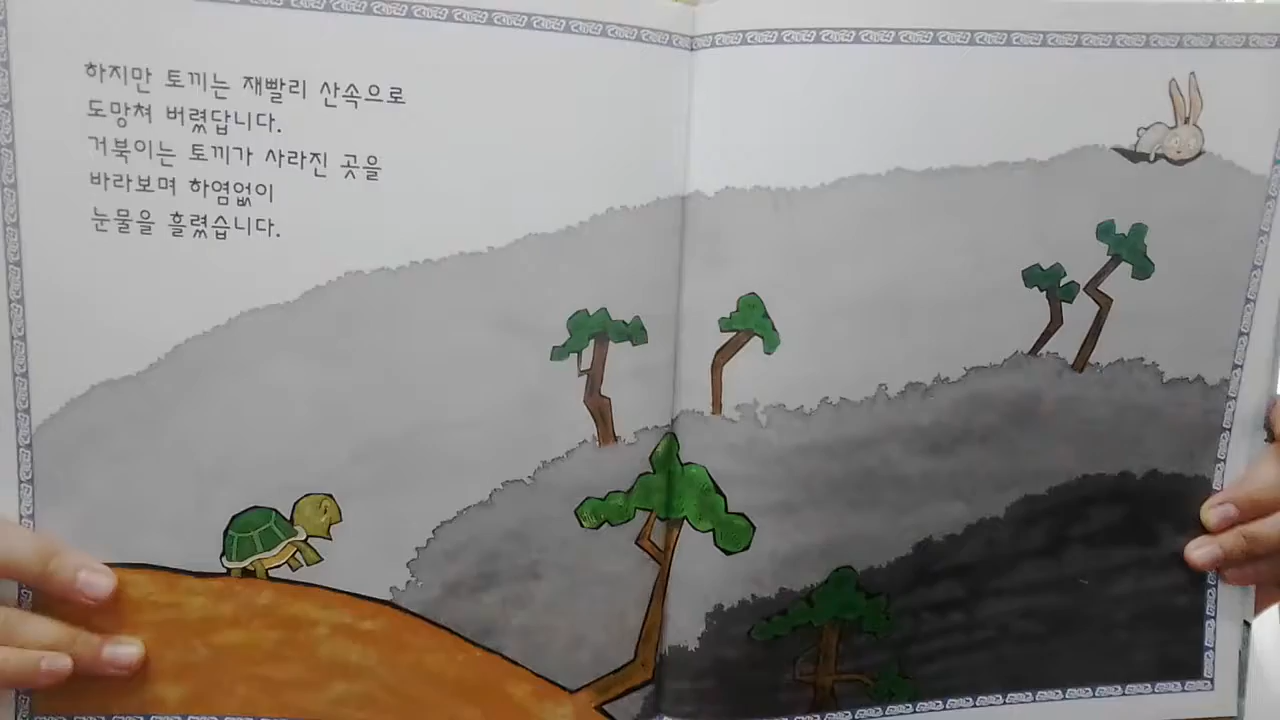 하지만 토끼는 재빨리 산속으로
도망쳐 버렸답니다.
거북이는 토끼가 사라진 곳을
바라보며 하염없이
눈물을 흘렸습니다.